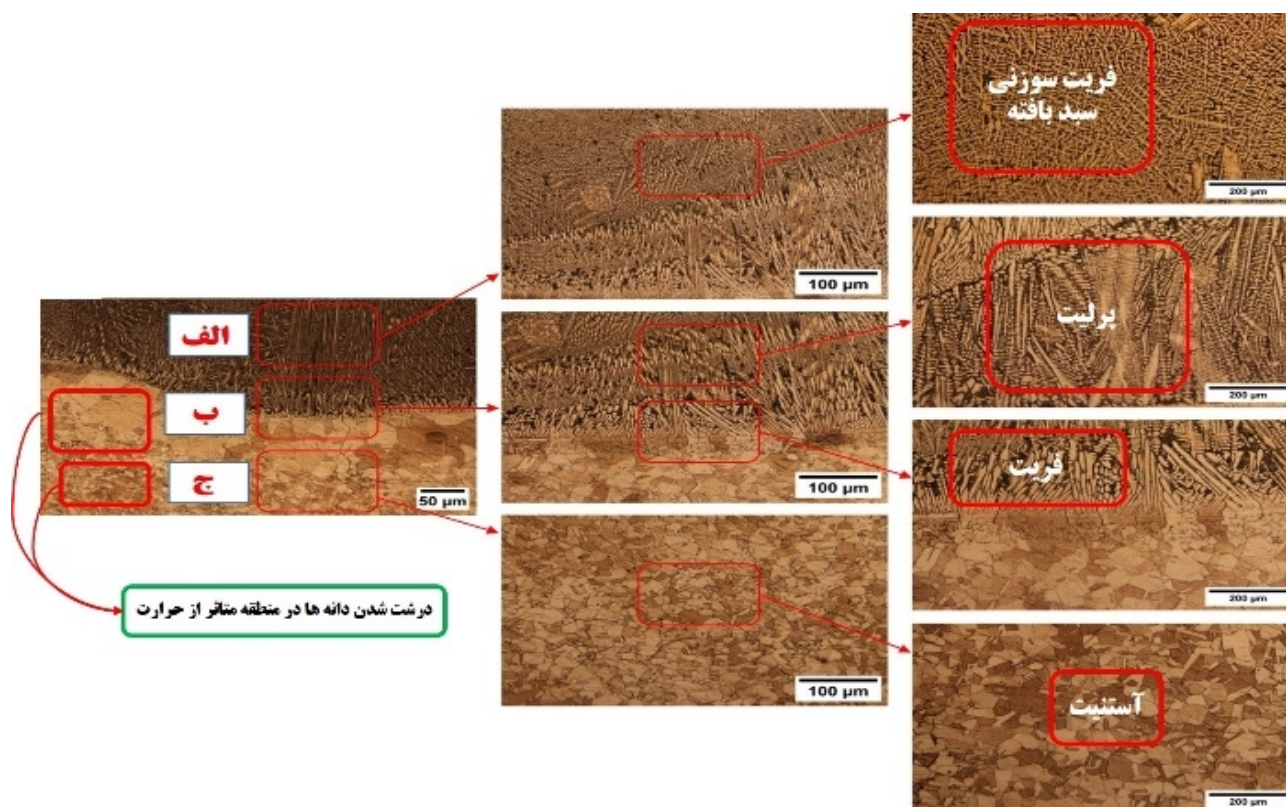 الف
ب
ج
50 µm
درشت شدن دانه ها در منطقه متاثر از حرارت
100 µm
100 µm
100 µm
فریت سوزنی
سبد بافته
200 µm
پرلیت
200 µm
فریت
200 µm
آستنیت
200 µm